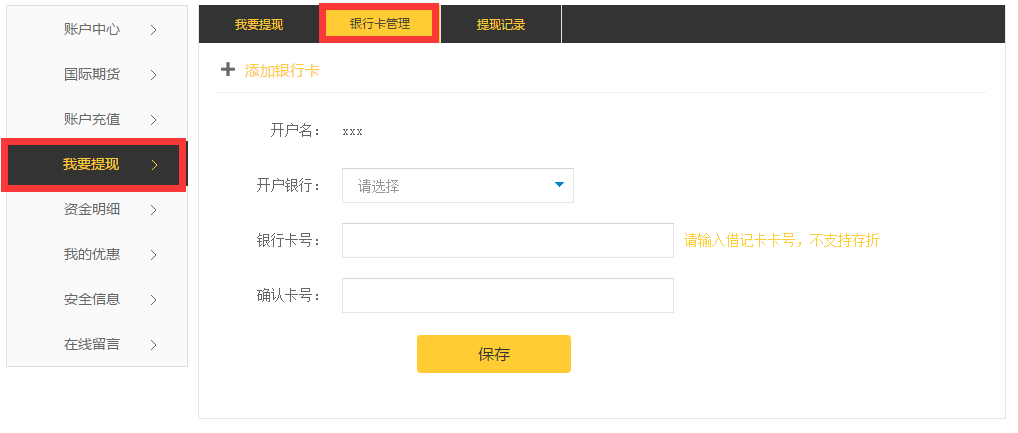 账户中心
国际期货
账户充值
我要提现
资金明细
我的优惠
安全信息
在线留言
我要提现 银行卡管理 提现记录
添加银行卡
开户名： xxx
开户银行： 请选择
银行卡号： 请输入借记卡卡号，不支持存折
确认卡号：
保存